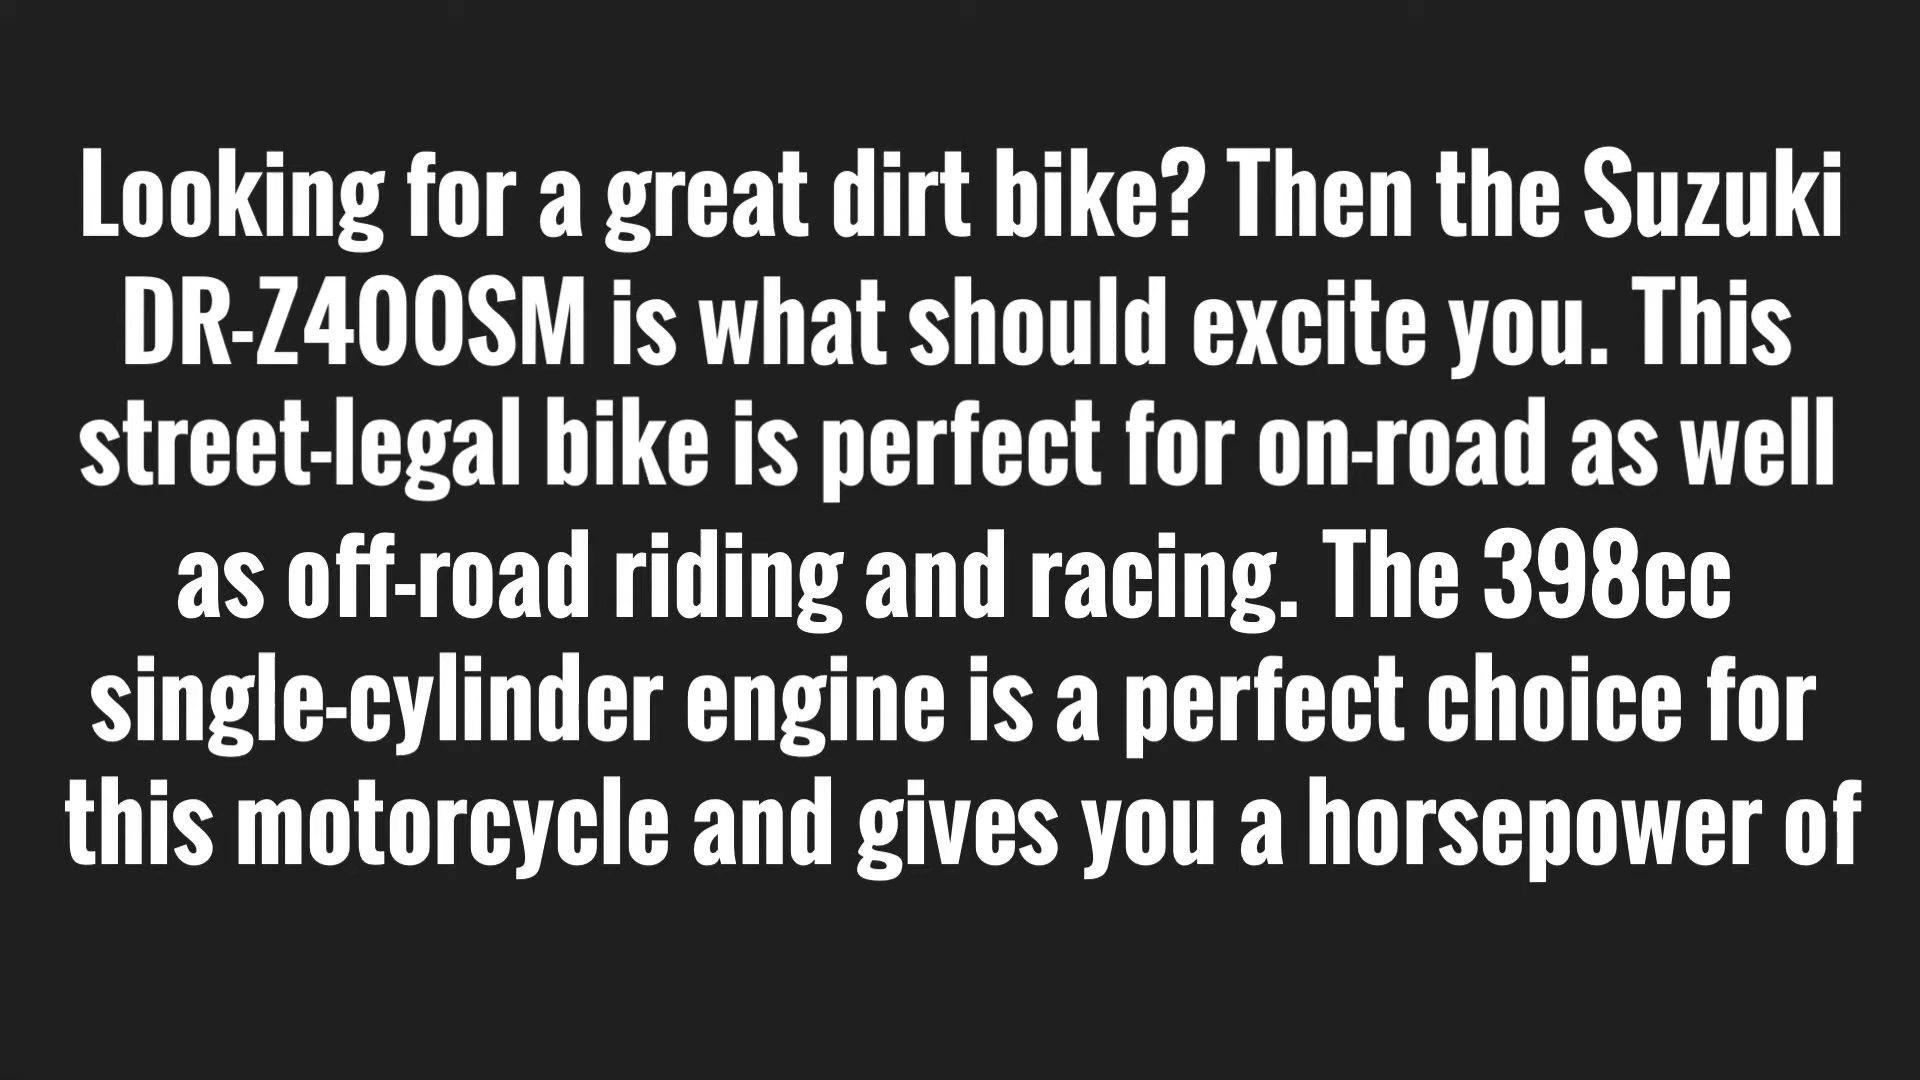 Looking for a great dirt bike? Then the Suzuki
DR-Z400SM is what should excite you. This
street-legal bike is perfect for on-road as well
as off-road riding and racing. The 398cc
single-cylinder engine is a perfect choice for
this motorcycle and gives you a horsepower of